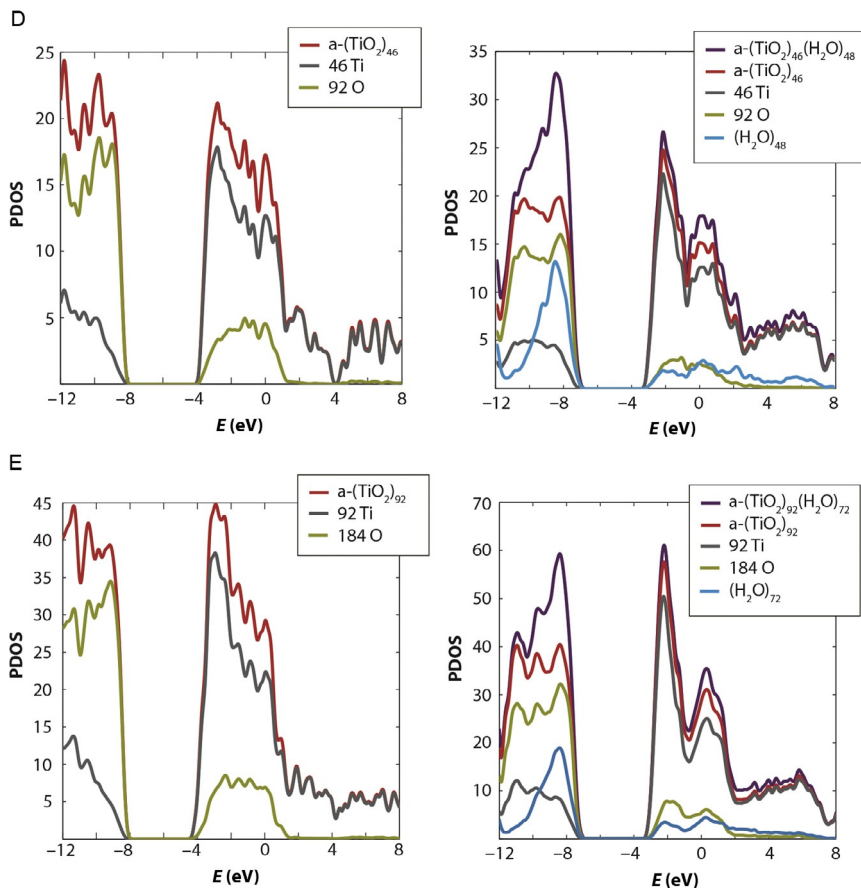 D
25
20
15
10
5
PDOS
−12
−8
−4
0
4
8
E (eV)
a-(TiO₂)₄₆
46 Ti
92 O
35
30
25
20
15
10
5
PDOS
−12
−8
−4
0
4
8
E (eV)
a-(TiO₂)₄₆(H₂O)₄₈
a-(TiO₂)₄₆
46 Ti
92 O
(H₂O)₄₈
E
45
40
35
30
25
20
15
10
5
PDOS
−12
−8
−4
0
4
8
E (eV)
a-(TiO₂)₉₂
92 Ti
184 O
70
60
50
40
30
20
10
PDOS
−12
−8
−4
0
4
8
E (eV)
a-(TiO₂)₉₂(H₂O)₇₂
a-(TiO₂)₉₂
92 Ti
184 O
(H₂O)₇₂